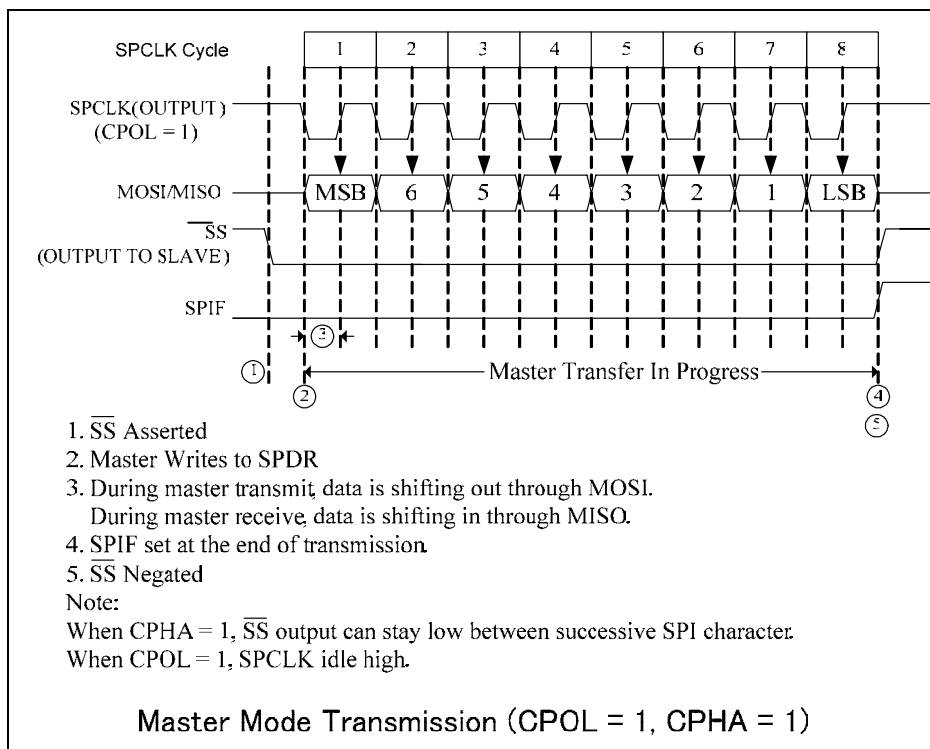 SPCLK Cycle 1 2 3 4 5 6 7 8
SPCLK(OUTPUT)
(CPOL = 1)
MOSI/MISO MSB 6 5 4 3 2 1 LSB
S̅S̅
(OUTPUT TO SLAVE)
SPIF
③
① Master Transfer In Progress
② ④
⑤
1. S̅S̅ Asserted
2. Master Writes to SPDR
3. During master transmit, data is shifting out through MOSI.
During master receive, data is shifting in through MISO.
4. SPIF set at the end of transmission.
5. S̅S̅ Negated
Note:
When CPHA = 1, S̅S̅ output can stay low between successive SPI character.
When CPOL = 1, SPCLK idle high.
Master Mode Transmission (CPOL = 1, CPHA = 1)